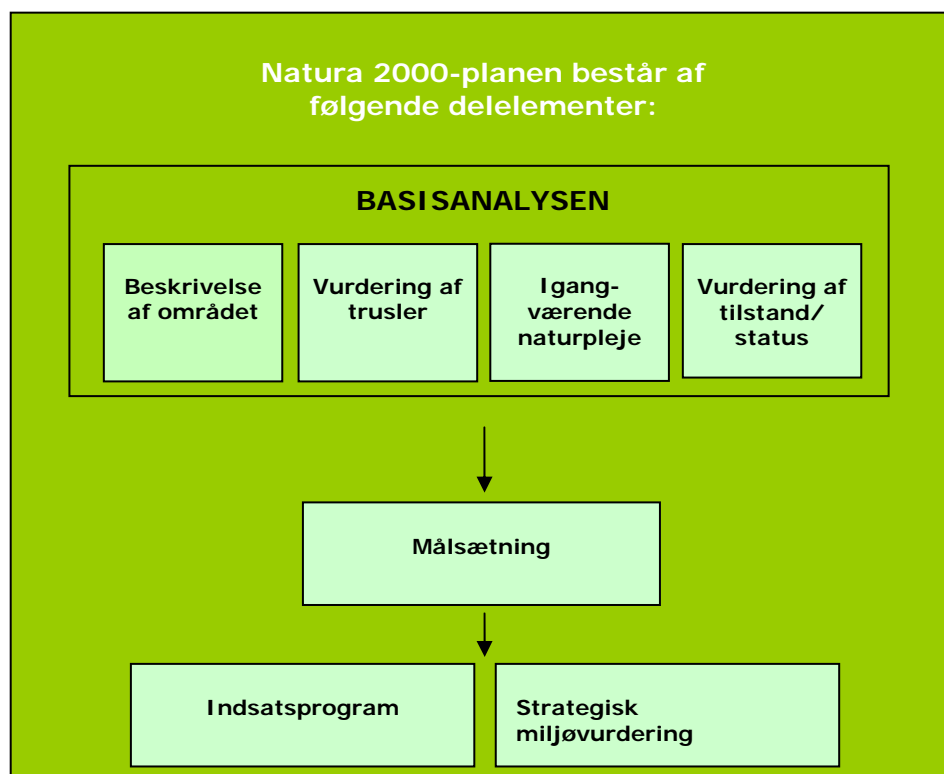 Natura 2000-planen består af
følgende delelementer:
BASISANALYSEN
Beskrivelse
af området
Vurdering af
trusler
Igang-
værende
naturpleje
Vurdering af
tilstand/
status
Målsætning
Indsatsprogram
Strategisk
miljøvurdering